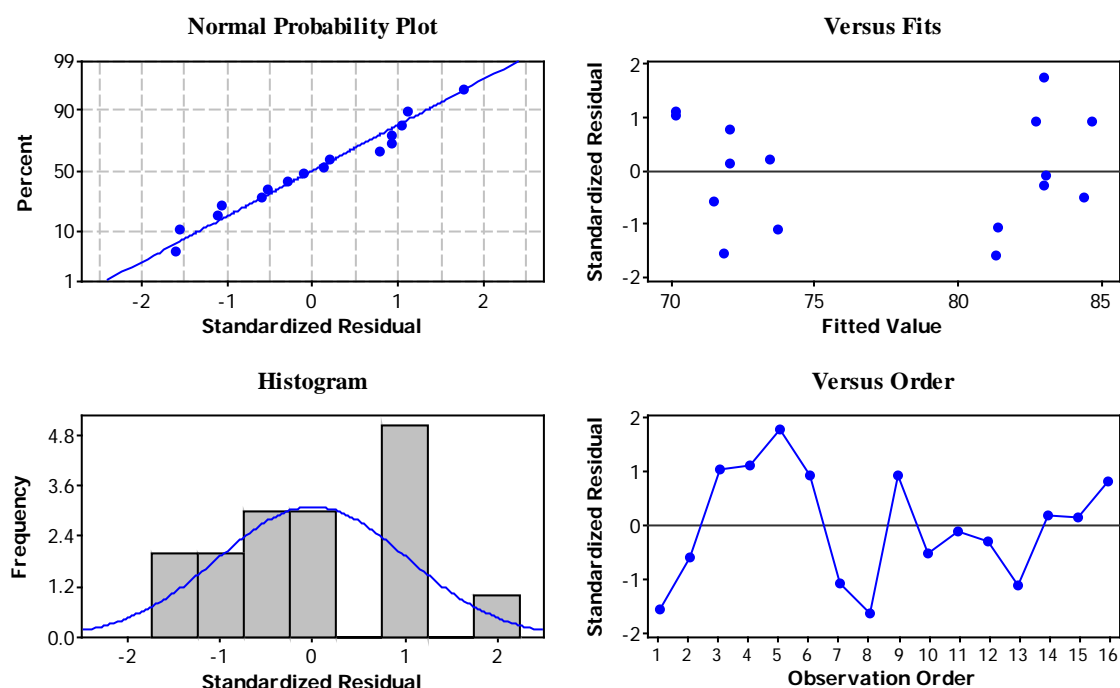 Normal Probability Plot
99
90
50
10
1
Percent
-2 -1 0 1 2
Standardized Residual
Versus Fits
2
1
0
-1
-2
Standardized Residual
70 75 80 85
Fitted Value
Histogram
4.8
3.6
2.4
1.2
0.0
Frequency
-2 -1 0 1 2
Standardized Residual
Versus Order
2
1
0
-1
-2
Standardized Residual
1 2 3 4 5 6 7 8 9 10 11 12 13 14 15 16
Observation Order